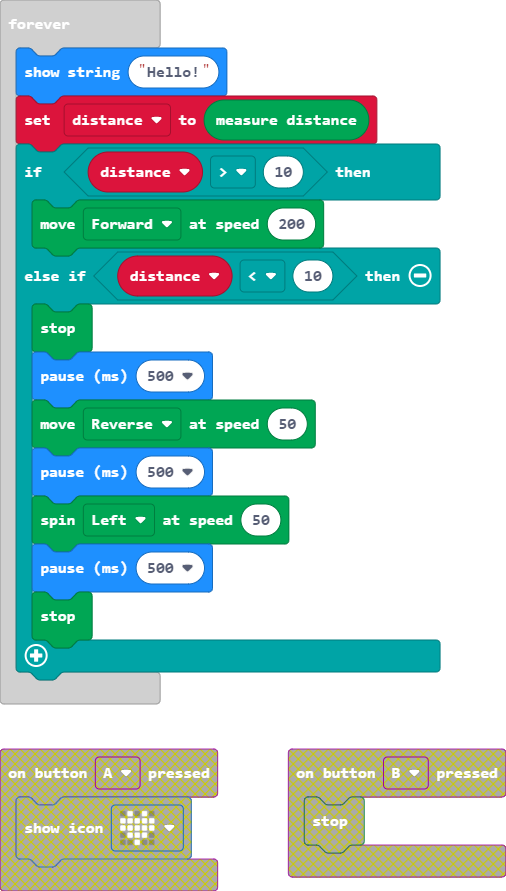 forever
show string "Hello!"
set distance to measure distance
if distance > 10 then
move Forward at speed 200
else if distance < 10 then
stop
pause (ms) 500
move Reverse at speed 50
pause (ms) 500
spin Left at speed 50
pause (ms) 500
stop
on button A pressed
show icon
on button B pressed
stop